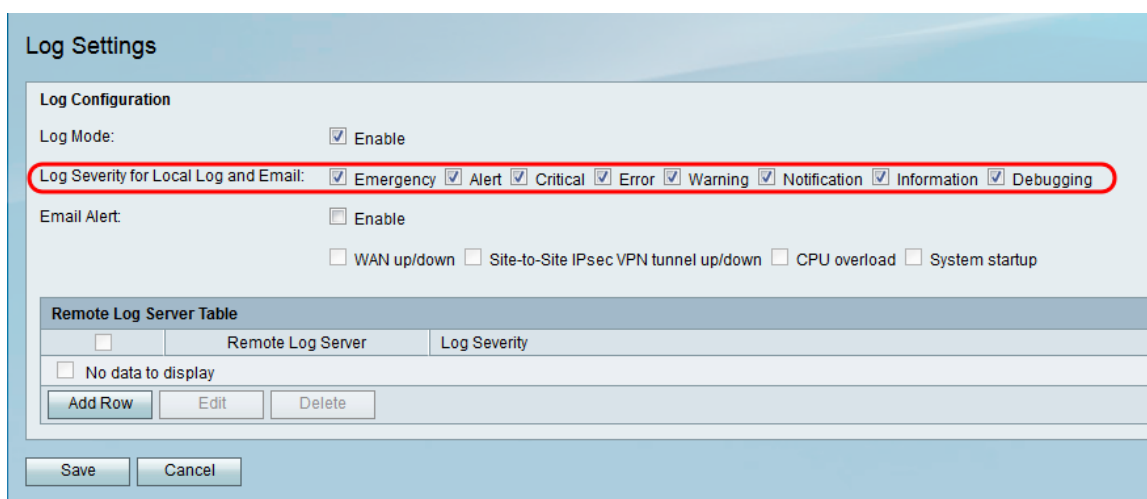 Log Settings
Log Configuration
Log Mode: Enable
Log Severity for Local Log and Email: Emergency Alert Critical Error Warning Notification Information Debugging
Email Alert: Enable
WAN up/down Site-to-Site IPsec VPN tunnel up/down CPU overload System startup
Remote Log Server Table
Remote Log Server Log Severity
No data to display
Add Row Edit Delete
Save Cancel